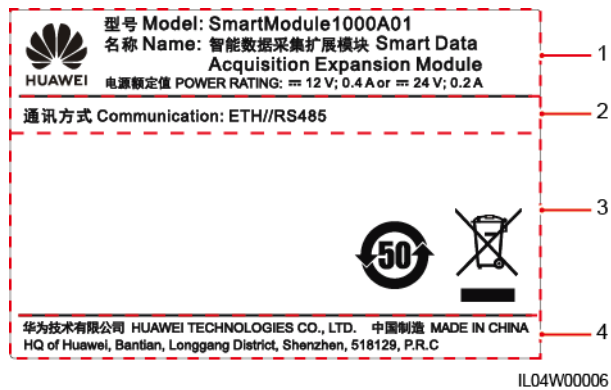 型号 Model: SmartModule1000A01
名称 Name: 智能数据采集扩展模块 Smart Data
Acquisition Expansion Module
HUAWEI
电源额定值 POWER RATING: ⎓ 12 V; 0.4 A or ⎓ 24 V; 0.2 A
1
通讯方式 Communication: ETH//RS485
2
3
50
华为技术有限公司 HUAWEI TECHNOLOGIES CO., LTD. 中国制造 MADE IN CHINA
HQ of Huawei, Bantian, Longgang District, Shenzhen, 518129, P.R.C
4
IL04W00006